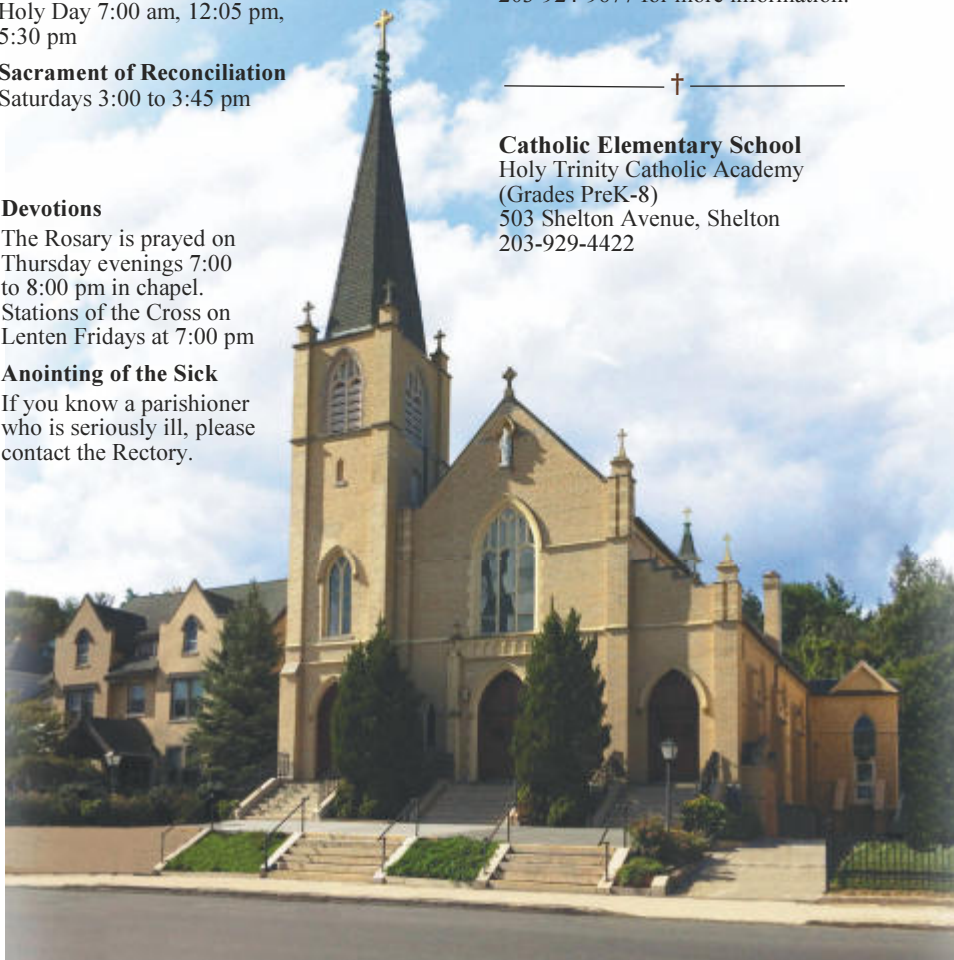 Holy Day 7:00 am, 12:05 pm,
5:30 pm
Sacrament of Reconciliation
Saturdays 3:00 to 3:45 pm
Devotions
The Rosary is prayed on
Thursday evenings 7:00
to 8:00 pm in chapel.
Stations of the Cross on
Lenten Fridays at 7:00 pm
Anointing of the Sick
If you know a parishioner
who is seriously ill, please
contact the Rectory.
for more information.
Catholic Elementary School
Holy Trinity Catholic Academy
(Grades PreK-8)
503 Shelton Avenue, Shelton
203-929-4422